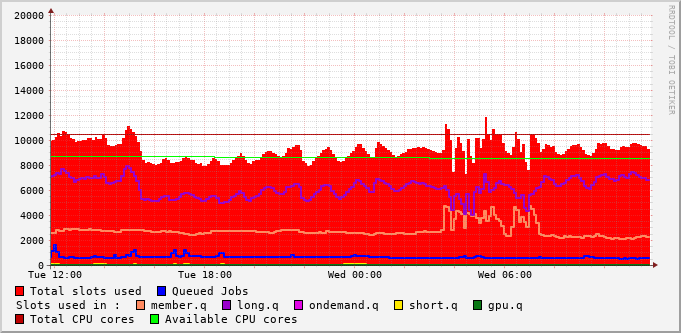 20000
18000
16000
14000
12000
10000
8000
6000
4000
2000
0
Tue 12:00 Tue 18:00 Wed 00:00 Wed 06:00
Total slots used Queued Jobs
Slots used in : member.q long.q ondemand.q short.q gpu.q
Total CPU cores Available CPU cores
RRDTOOL / TOBI OETIKER